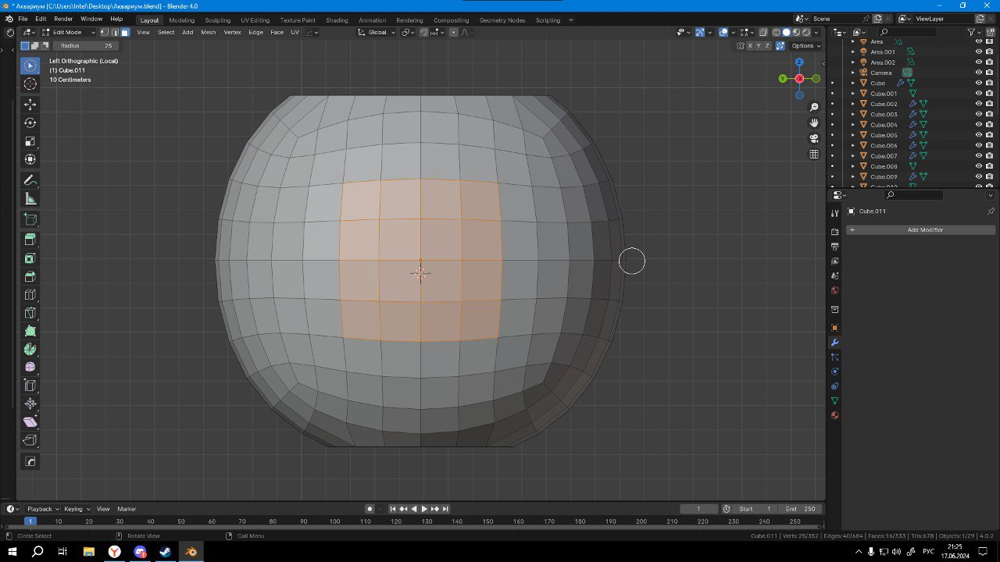 * Аквариум [C:\Users\Intel\Desktop\Аквариум.blend] - Blender 4.0
File Edit Render Window Help Layout Modeling Sculpting UV Editing Texture Paint Shading Animation Rendering Compositing Geometry Nodes Scripting + Scene ViewLayer
Edit Mode View Select Add Mesh Vertex Edge Face UV Global
Radius 25 X Y Z Options
Left Orthographic (Local)
(1) Cube.011
10 Centimeters
Z
Y X
Area
Area.001
Area.002
Camera
Cube
Cube.001
Cube.002
Cube.003
Cube.004
Cube.005
Cube.006
Cube.007
Cube.008
Cube.009
Cube.010
Cube.011
+ Add Modifier
Playback Keying View Marker 1 Start 1 End 250
1 10 20 30 40 50 60 70 80 90 100 110 120 130 140 150 160 170 180 190 200 210 220 230 240 250
Circle Select Rotate View Call Menu Cube.011 | Verts:25/352 | Edges:40/684 | Faces:16/333 | Tris:678 | Objects:1/29 | 4.0.2
РУС
21:25
17.06.2024